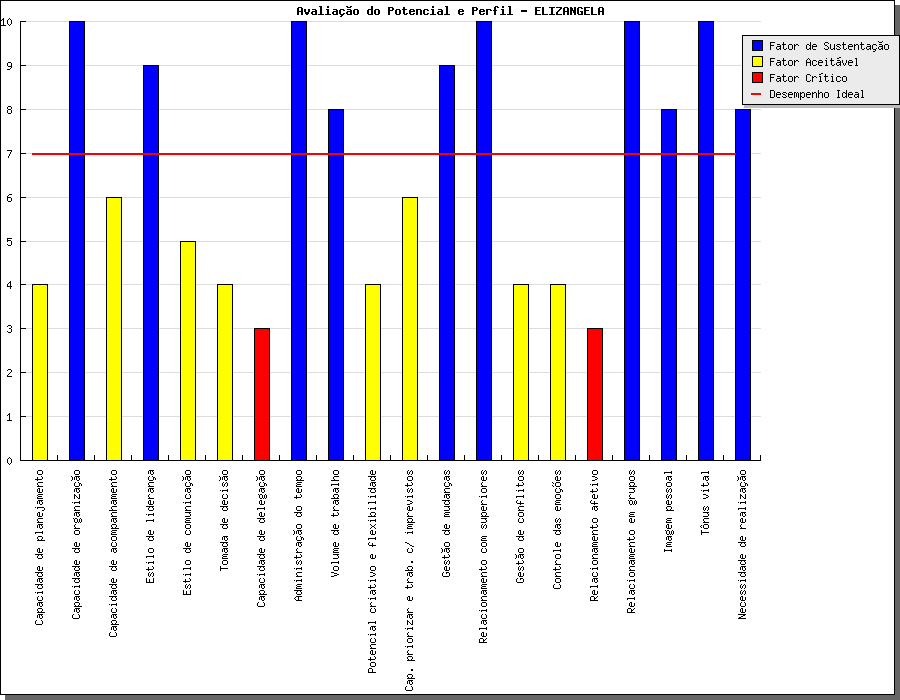 Avaliação do Potencial e Perfil - ELIZANGELA
10
9
8
7
6
5
4
3
2
1
0
Fator de Sustentação
Fator Aceitável
Fator Crítico
Desempenho Ideal
Capacidade de planejamento
Capacidade de organização
Capacidade de acompanhamento
Estilo de liderança
Estilo de comunicação
Tomada de decisão
Capacidade de delegação
Administração do tempo
Volume de trabalho
Potencial criativo e flexibilidade
Cap. priorizar e trab. c/ imprevistos
Gestão de mudanças
Relacionamento com superiores
Gestão de conflitos
Controle das emoções
Relacionamento afetivo
Relacionamento em grupos
Imagem pessoal
Tônus vital
Necessidade de realização